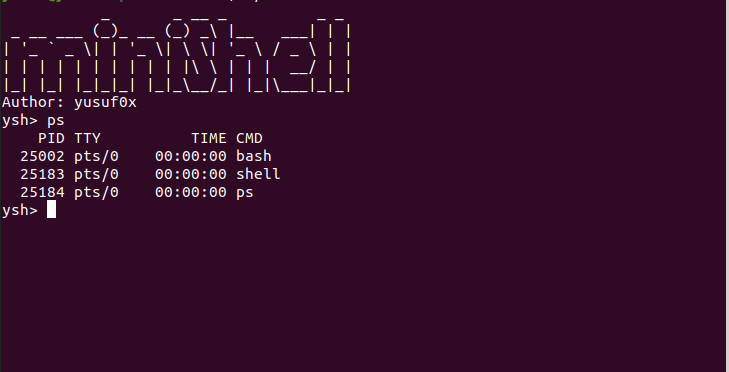 minishell
Author: yusuf0x
ysh> ps
PID TTY TIME CMD
25002 pts/0 00:00:00 bash
25183 pts/0 00:00:00 shell
25184 pts/0 00:00:00 ps
ysh>